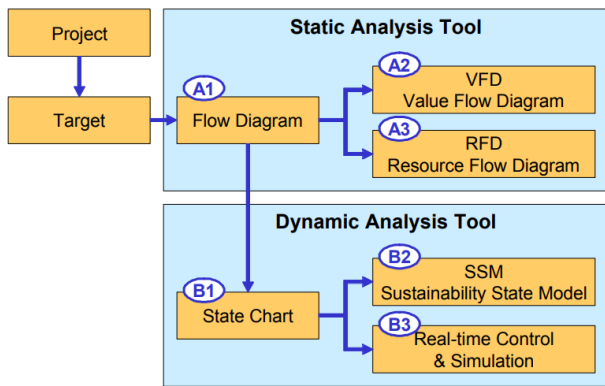 Project
Target
Static Analysis Tool
A1
Flow Diagram
A2
VFD
Value Flow Diagram
A3
RFD
Resource Flow Diagram
Dynamic Analysis Tool
B1
State Chart
B2
SSM
Sustainability State Model
B3
Real-time Control
& Simulation